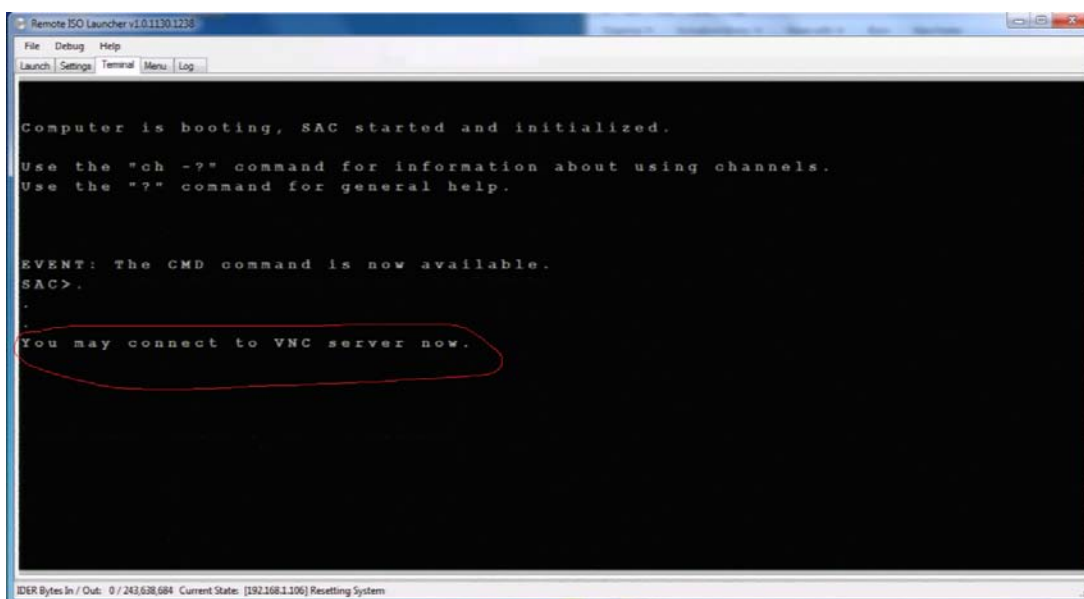 Remote ISO Launcher v1.0.1130.1238
File Debug Help
Launch Settings Terminal Menu Log
Computer is booting, SAC started and initialized.
Use the "ch -?" command for information about using channels.
Use the "?" command for general help.
EVENT: The CMD command is now available.
SAC>.
.
.
You may connect to VNC server now.
IDER Bytes In / Out: 0 / 243,638,684 Current State: [192.168.1.106] Resetting System